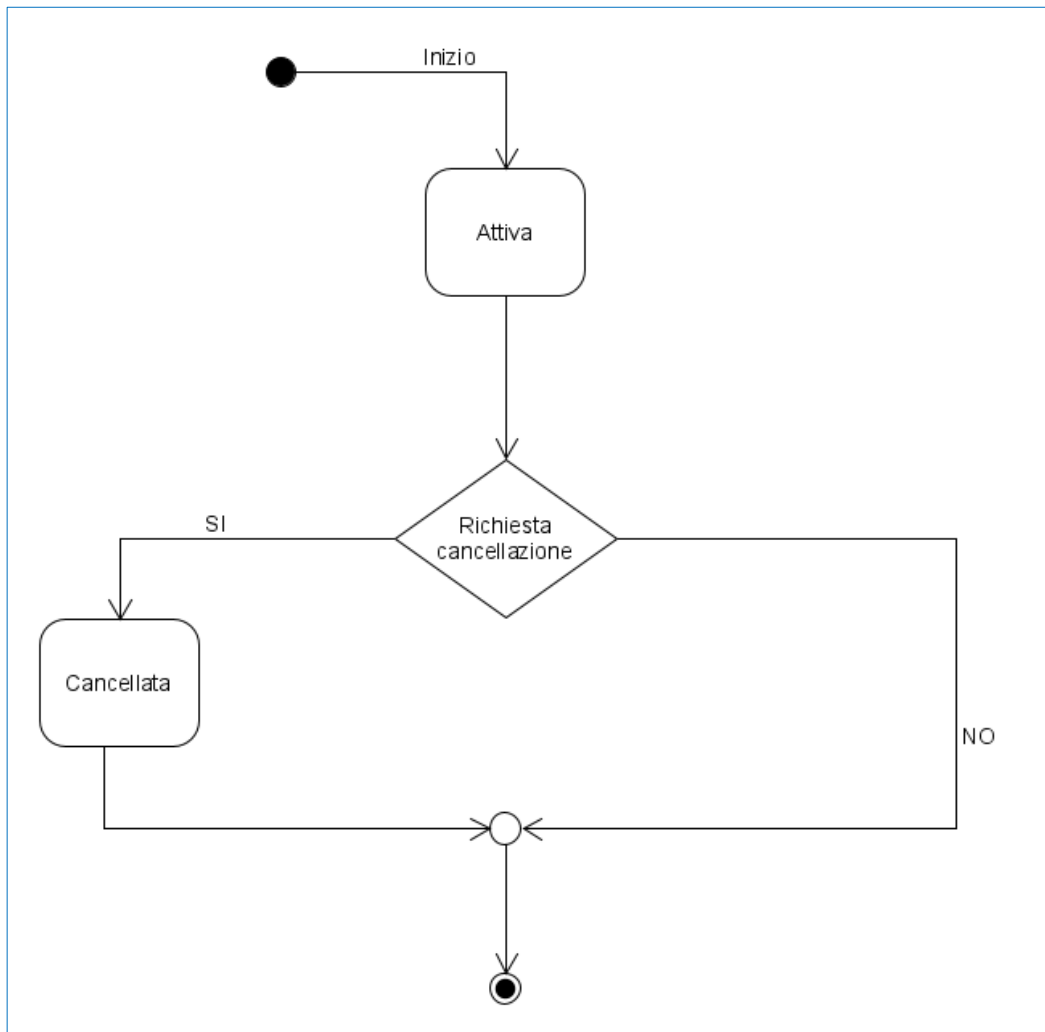 Inizio
Attiva
Richiesta
cancellazione
SI
Cancellata
NO